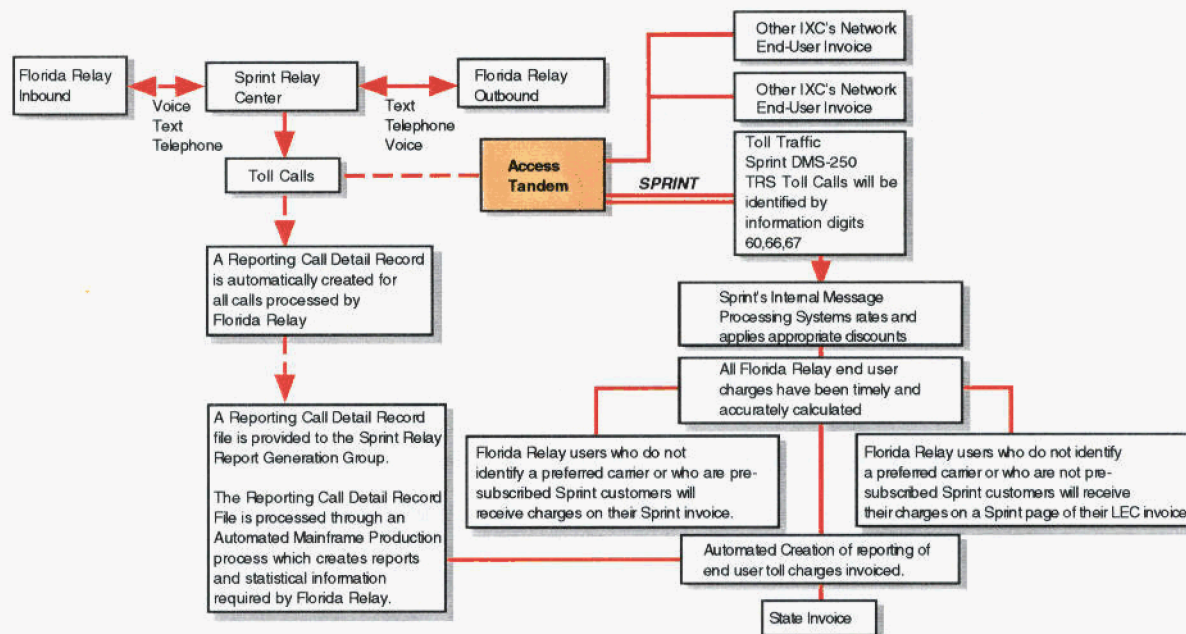 Other IXC's Network
End-User Invoice
Florida Relay
Inbound
Sprint Relay
Center
Florida Relay
Outbound
Voice
Text
Telephone
Text
Telephone
Voice
Other IXC's Network
End-User Invoice
Toll Calls
Access
Tandem
SPRINT
Toll Traffic
Sprint DMS-250
TRS Toll Calls will be
identified by
information digits
60,66,67
A Reporting Call Detail Record
is automatically created for
all calls processed by
Florida Relay
Sprint's Internal Message
Processing Systems rates and
applies appropriate discounts
All Florida Relay end user
charges have been timely and
accurately calculated
A Reporting Call Detail Record
file is provided to the Sprint Relay
Report Generation Group.
The Reporting Call Detail Record
File is processed through an
Automated Mainframe Production
process which creates reports
and statistical information
required by Florida Relay.
Florida Relay users who do not
identify a preferred carrier or who are pre-
subscribed Sprint customers will
receive charges on their Sprint invoice.
Florida Relay users who do not identify
a preferred carrier or who are not pre-
subscribed Sprint customers will receive
their charges on a Sprint page of their LEC invoice
Automated Creation of reporting of
end user toll charges invoiced.
State Invoice